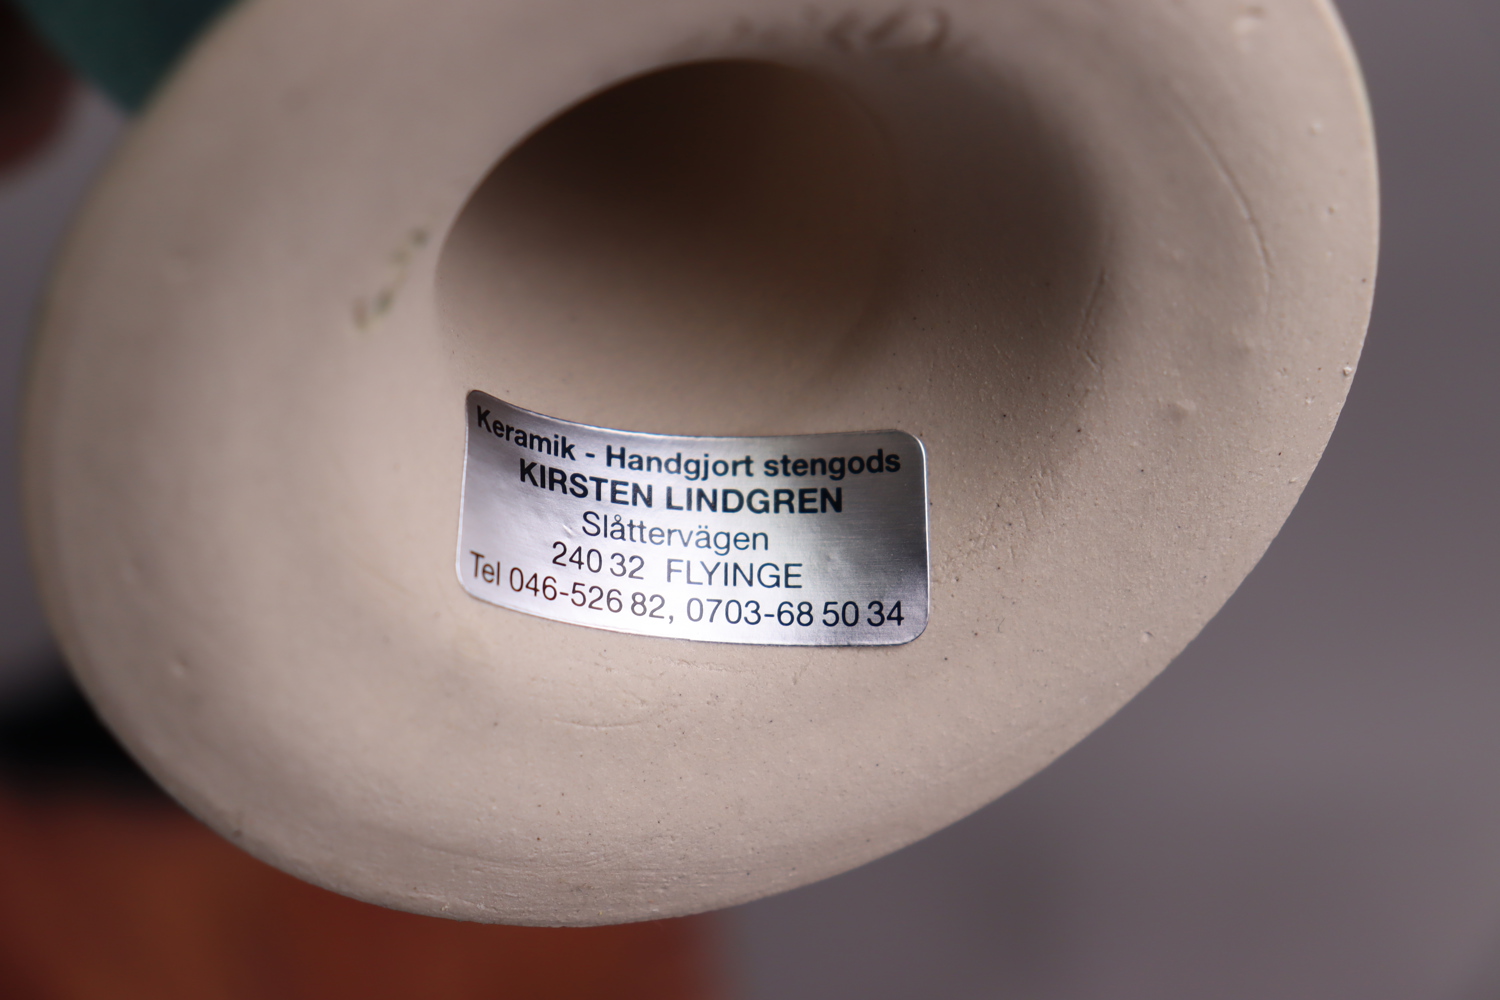 Keramik - Handgjort stengods
KIRSTEN LINDGREN
Slåttervägen
240 32 FLYINGE
Tel 046-526 82, 0703-68 50 34